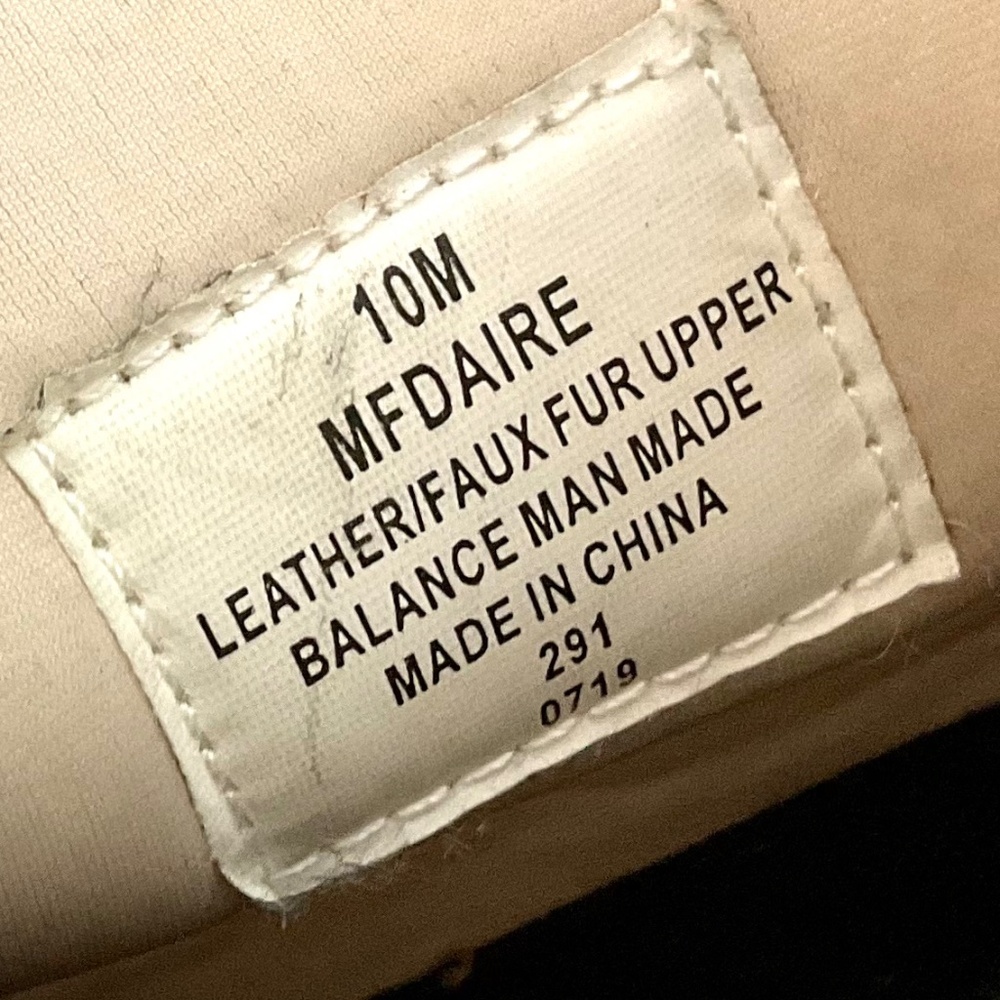 10M
MFDAIRE
LEATHER/FAUX FUR UPPER
BALANCE MAN MADE
MADE IN CHINA
291
0719